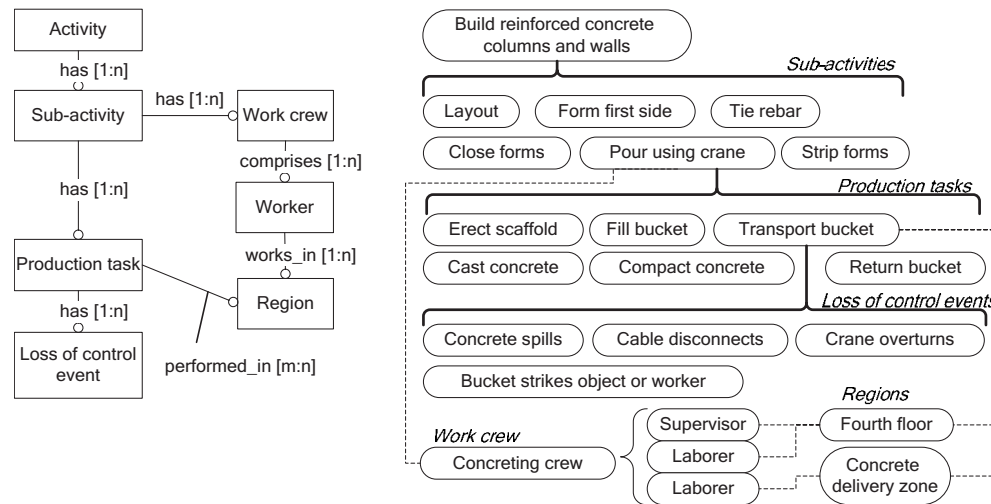 Activity
has [1:n]
Sub-activity
has [1:n]
Work crew
comprises [1:n]
Worker
has [1:n]
works_in [1:n]
Production task
Region
has [1:n]
Loss of control
event
performed_in [m:n]
Build reinforced concrete
columns and walls
Sub-activities
Layout
Form first side
Tie rebar
Close forms
Pour using crane
Strip forms
Production tasks
Erect scaffold
Fill bucket
Transport bucket
Cast concrete
Compact concrete
Return bucket
Loss of control events
Concrete spills
Cable disconnects
Crane overturns
Bucket strikes object or worker
Regions
Work crew
Supervisor
Fourth floor
Concreting crew
Laborer
Laborer
Concrete
delivery zone